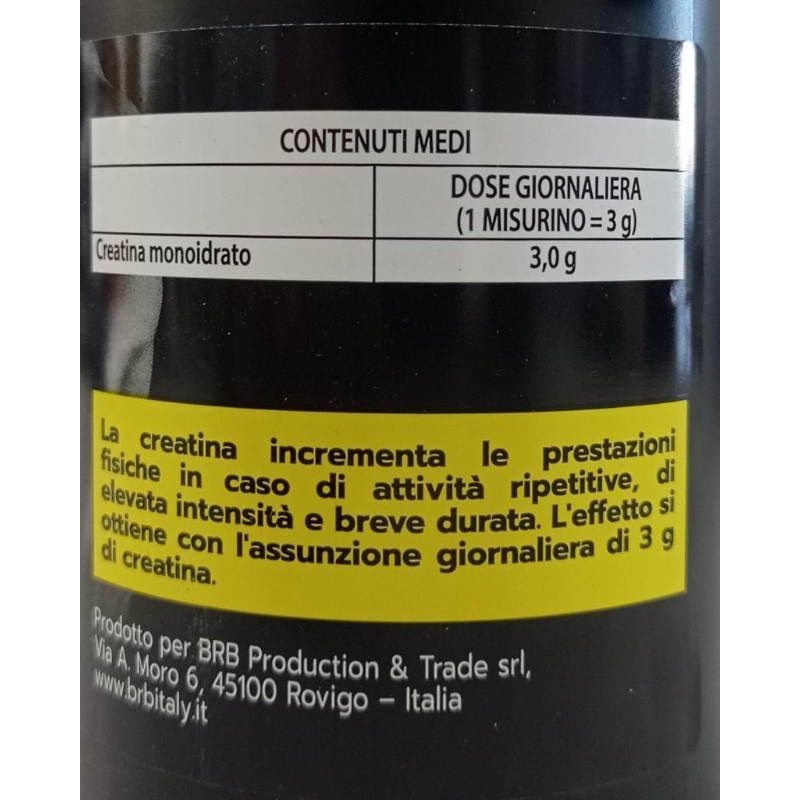 CONTENUTI MEDI
DOSE GIORNALIERA
(1 MISURINO = 3 g)
Creatina monoidrato 3,0 g
La creatina incrementa le prestazioni
fisiche in caso di attività ripetitive, di
elevata intensità e breve durata. L'effetto si
ottiene con l'assunzione giornaliera di 3 g
di creatina.
Prodotto per BRB Production & Trade srl,
Via A. Moro 6, 45100 Rovigo – Italia
www.brbitaly.it